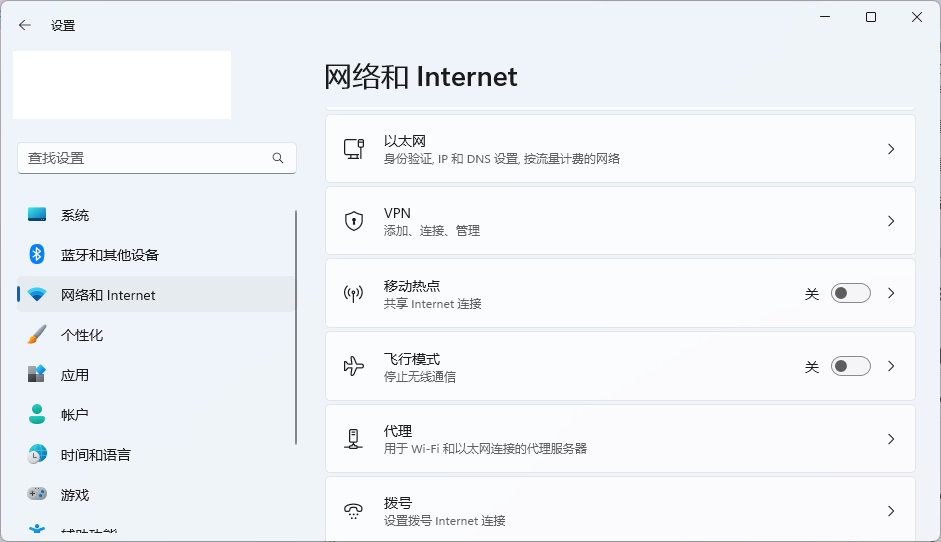 设置
网络和 Internet
查找设置
系统
蓝牙和其他设备
网络和 Internet
个性化
应用
帐户
时间和语言
游戏
辅助功能
以太网
身份验证, IP 和 DNS 设置, 按流量计费的网络
VPN
添加、连接、管理
移动热点
共享 Internet 连接
关
飞行模式
停止无线通信
关
代理
用于 Wi-Fi 和以太网连接的代理服务器
拨号
设置拨号 Internet 连接